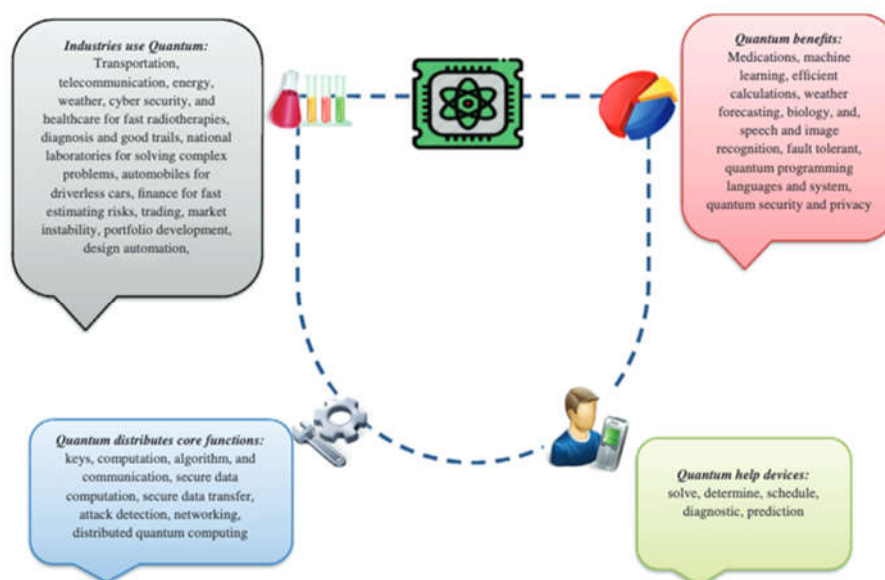 Industries use Quantum:
Transportation,
telecommunication, energy,
weather, cyber security, and
healthcare for fast radiotherapies,
diagnosis and good trails, national
laboratories for solving complex
problems, automobiles for
driverless cars, finance for fast
estimating risks, trading, market
instability, portfolio development,
design automation,
Quantum benefits:
Medications, machine
learning, efficient
calculations, weather
forecasting, biology, and,
speech and image
recognition, fault tolerant,
quantum programming
languages and system,
quantum security and privacy
Quantum distributes core functions:
keys, computation, algorithm, and
communication, secure data
computation, secure data transfer,
attack detection, networking,
distributed quantum computing
Quantum help devices:
solve, determine, schedule,
diagnostic, prediction